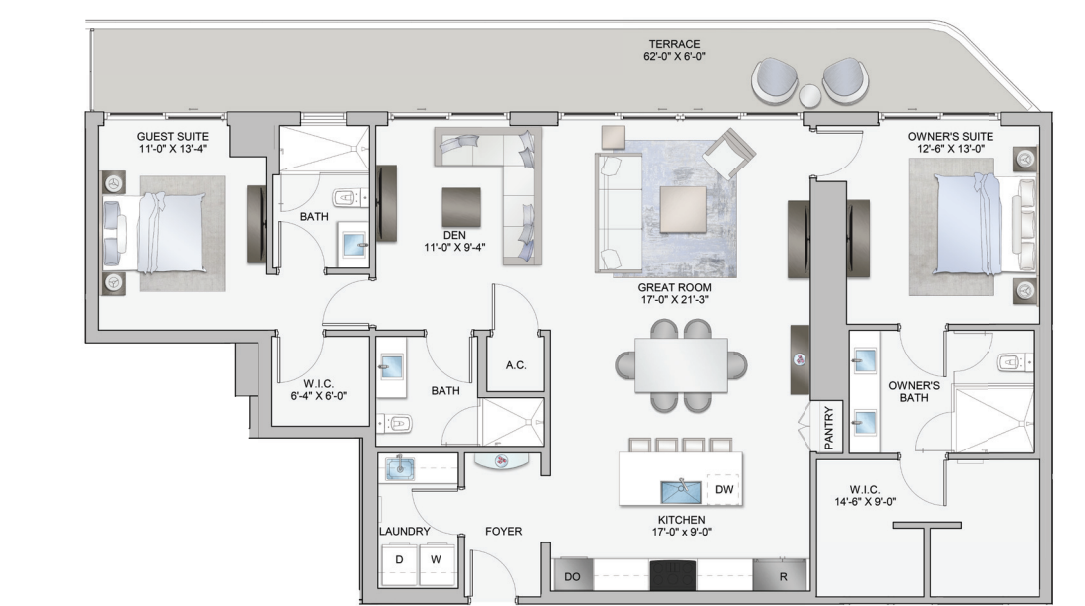 TERRACE
62'-0" X 6'-0"
GUEST SUITE
11'-0" X 13'-4"
OWNER'S SUITE
12'-6" X 13'-0"
BATH
DEN
11'-0" X 9'-4"
GREAT ROOM
17'-0" X 21'-3"
A.C.
W.I.C.
6'-4" X 6'-0"
BATH
OWNER'S
BATH
PANTRY
DW
W.I.C.
14'-6" X 9'-0"
KITCHEN
17'-0" x 9'-0"
LAUNDRY
FOYER
D
W
DO
R